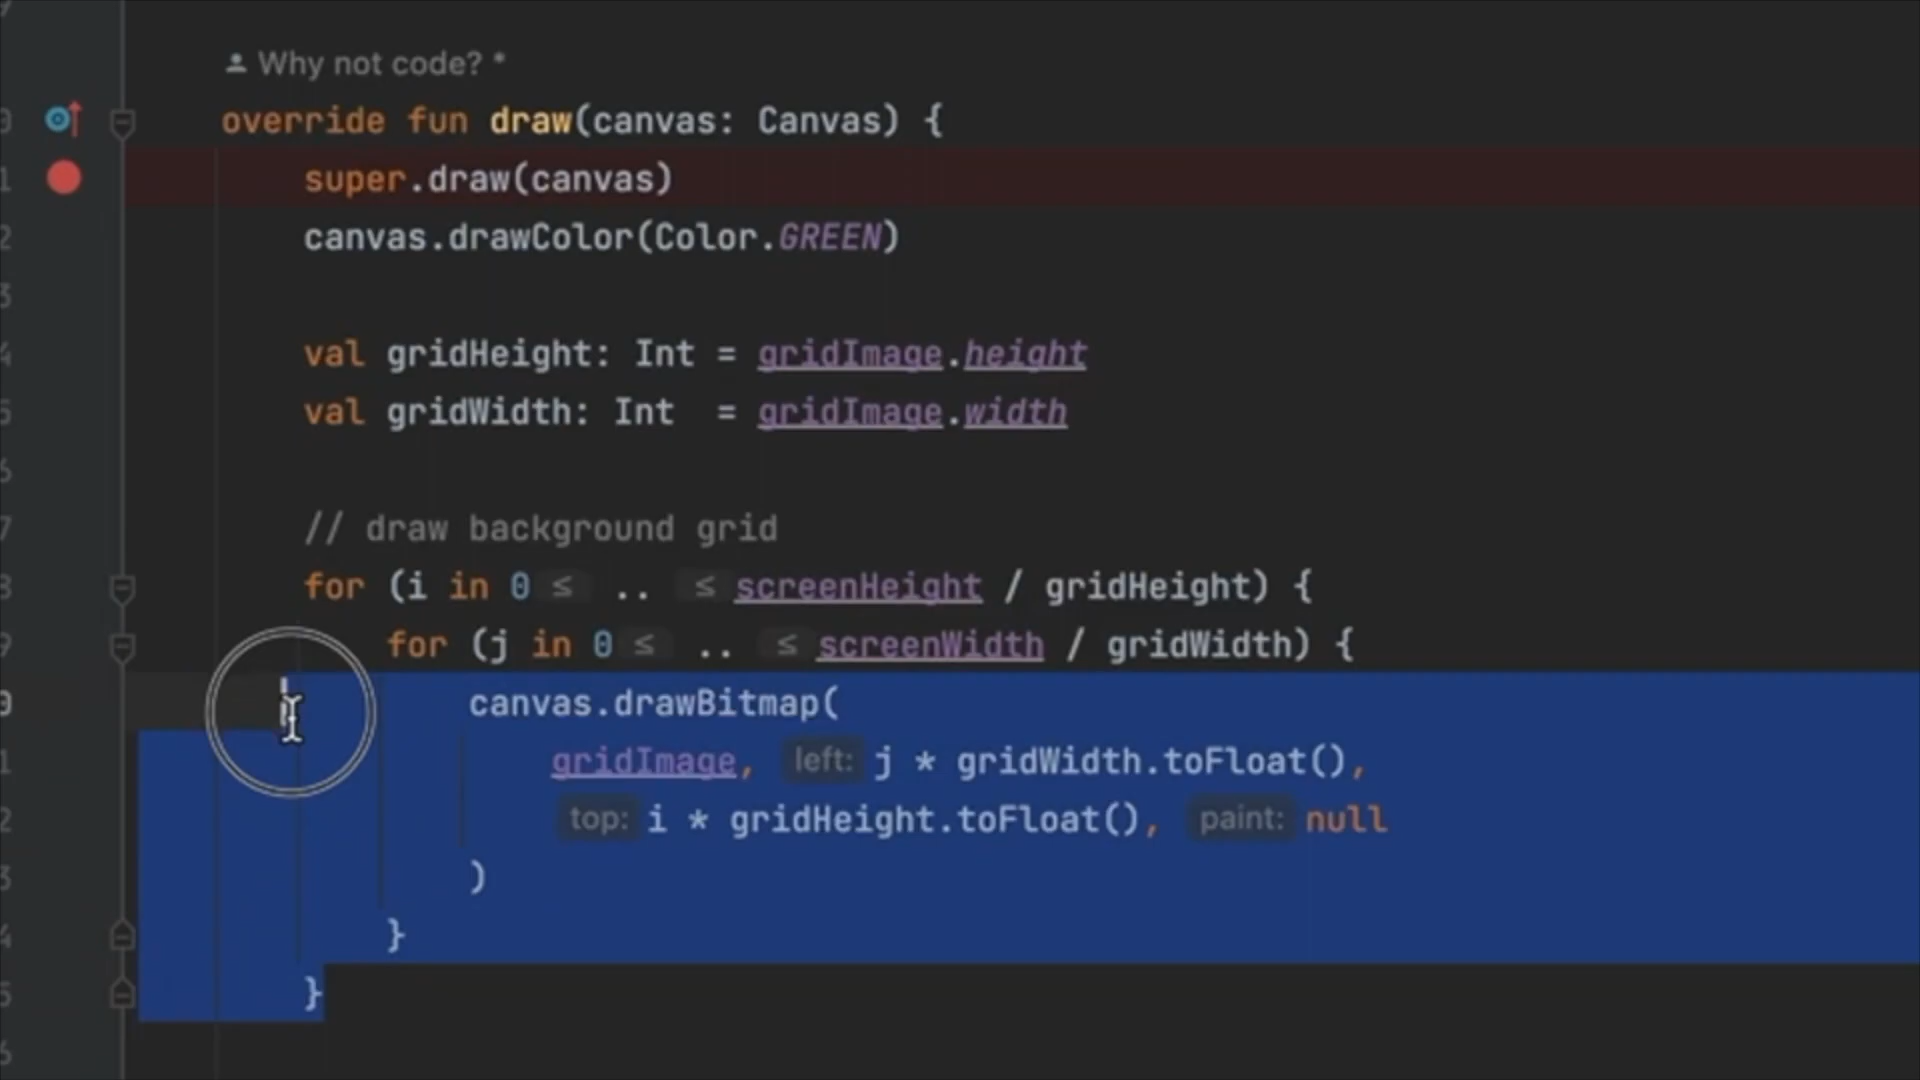 Why not code? *
override fun draw(canvas: Canvas) {
super.draw(canvas)
canvas.drawColor(Color.GREEN)
val gridHeight: Int = gridImage.height
val gridWidth: Int  = gridImage.width
// draw background grid
for (i in 0 ≤ .. ≤ screenHeight / gridHeight) {
for (j in 0 ≤ .. ≤ screenWidth / gridWidth) {
canvas.drawBitmap(
gridImage, left: j * gridWidth.toFloat(),
top: i * gridHeight.toFloat(), paint: null
)
}
}